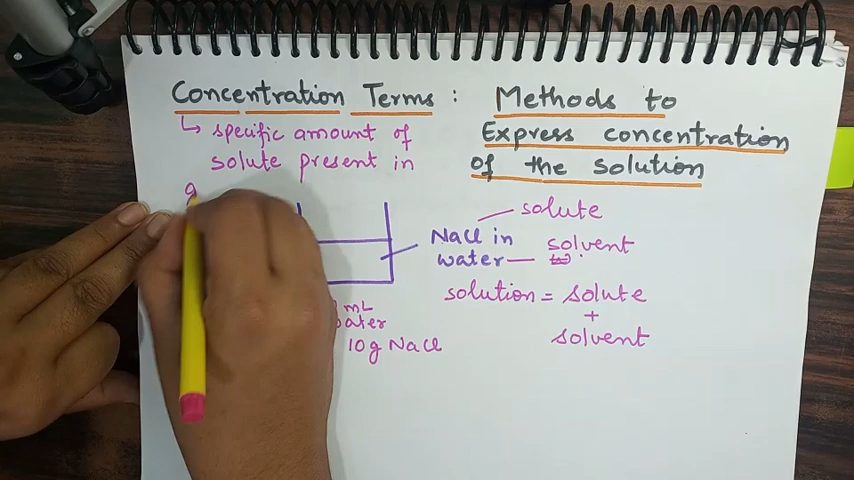 Concentration Terms : Methods to
Express concentration
of the solution
↳ specific amount of
solute present in
solute
NaCl in
water — solvent
solution = solute
+
solvent
mL
10g NaCl